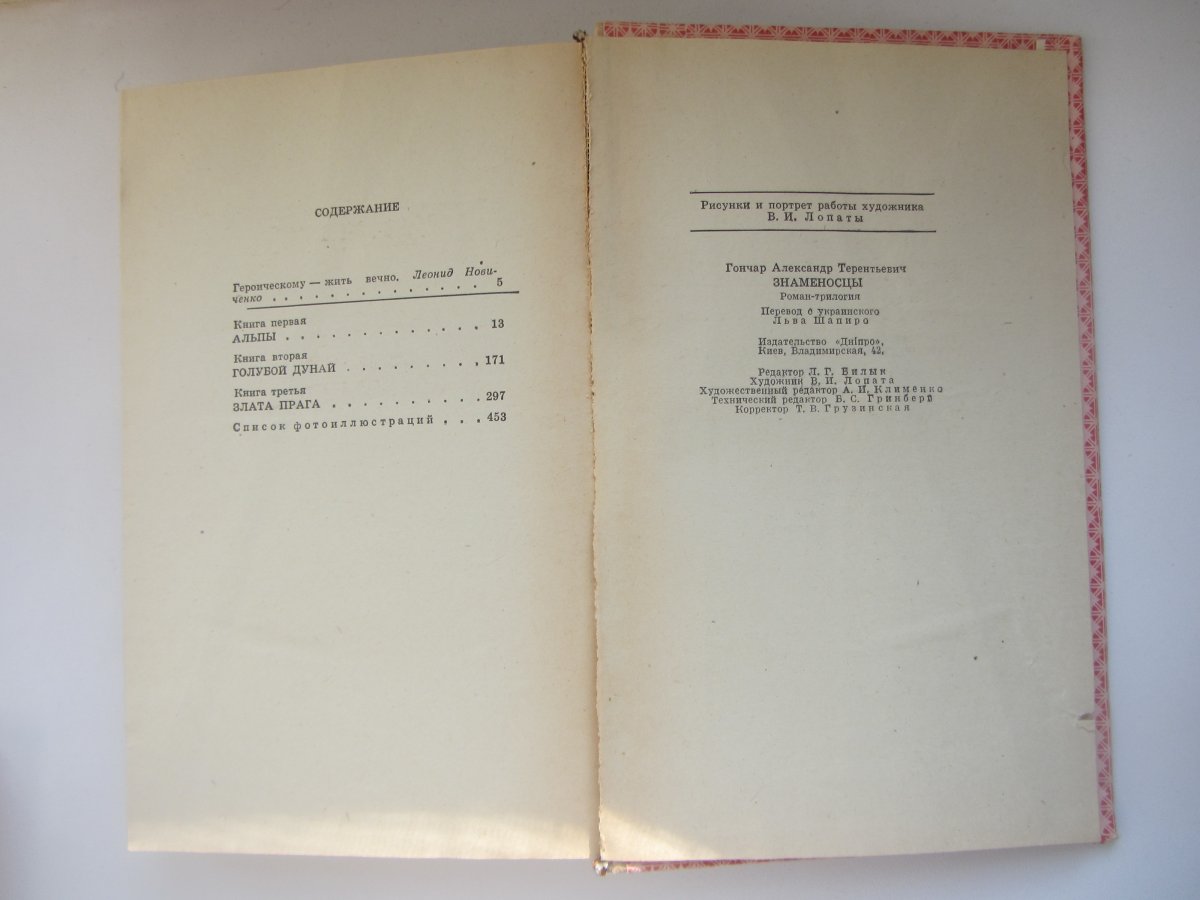 СОДЕРЖАНИЕ
Героическому — жить вечно. Леонид Нови-
ченко . . . . . . . . . . . . . . . 5
Книга первая
АЛЬПЫ . . . . . . . . . . . . . . 13
Книга вторая
ГОЛУБОЙ ДУНАЙ . . . . . . . . . . 171
Книга третья
ЗЛАТА ПРАГА . . . . . . . . . . . 297
Список фотоиллюстраций . . . 453
Рисунки и портрет работы художника
В. И. Лопаты
Гончар Александр Терентьевич
ЗНАМЕНОСЦЫ
Роман-трилогия
Перевод с украинского
Льва Шапиро
Издательство «Дніпро»,
Киев, Владимирская, 42.
Редактор Л. Г. Билык
Художник В. И. Лопата
Художественный редактор А. И. Клименко
Технический редактор Б. С. Гринберг
Корректор Т. В. Грузинская